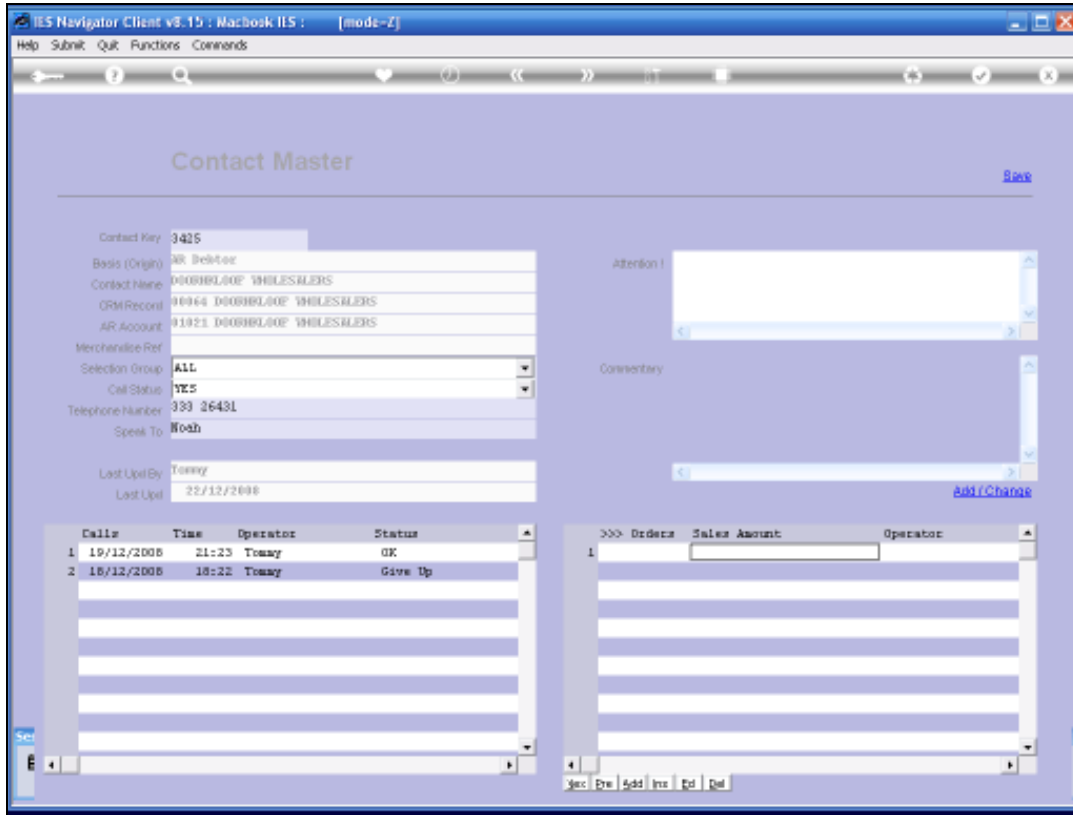 IES Navigator Client v8.15 : Macbook IES : [mode-Z]
Help Submit Quit Functions Commands
Contact Master
Save
Contact Key 3425
Basis (Origin) AR Debtor
Attention !
Contact Name DOORNKLOOF WHOLESALERS
CRM Record 00064 DOORNKLOOF WHOLESALERS
AR Account 01021 DOORNKLOOF WHOLESALERS
Merchandise Ref
Selection Group ALL
Commentary
Call Status YES
Telephone Number 333 26431
Speak To Noah
Last Upd By Tommy
Last Upd 22/12/2008
Add / Change
Calls Time Operator Status
>>> Orders Sales Amount Operator
1 19/12/2008 21:23 Tommy OK
1
2 18/12/2008 18:22 Tommy Give Up
Nex Pre Add Ins Ed Del